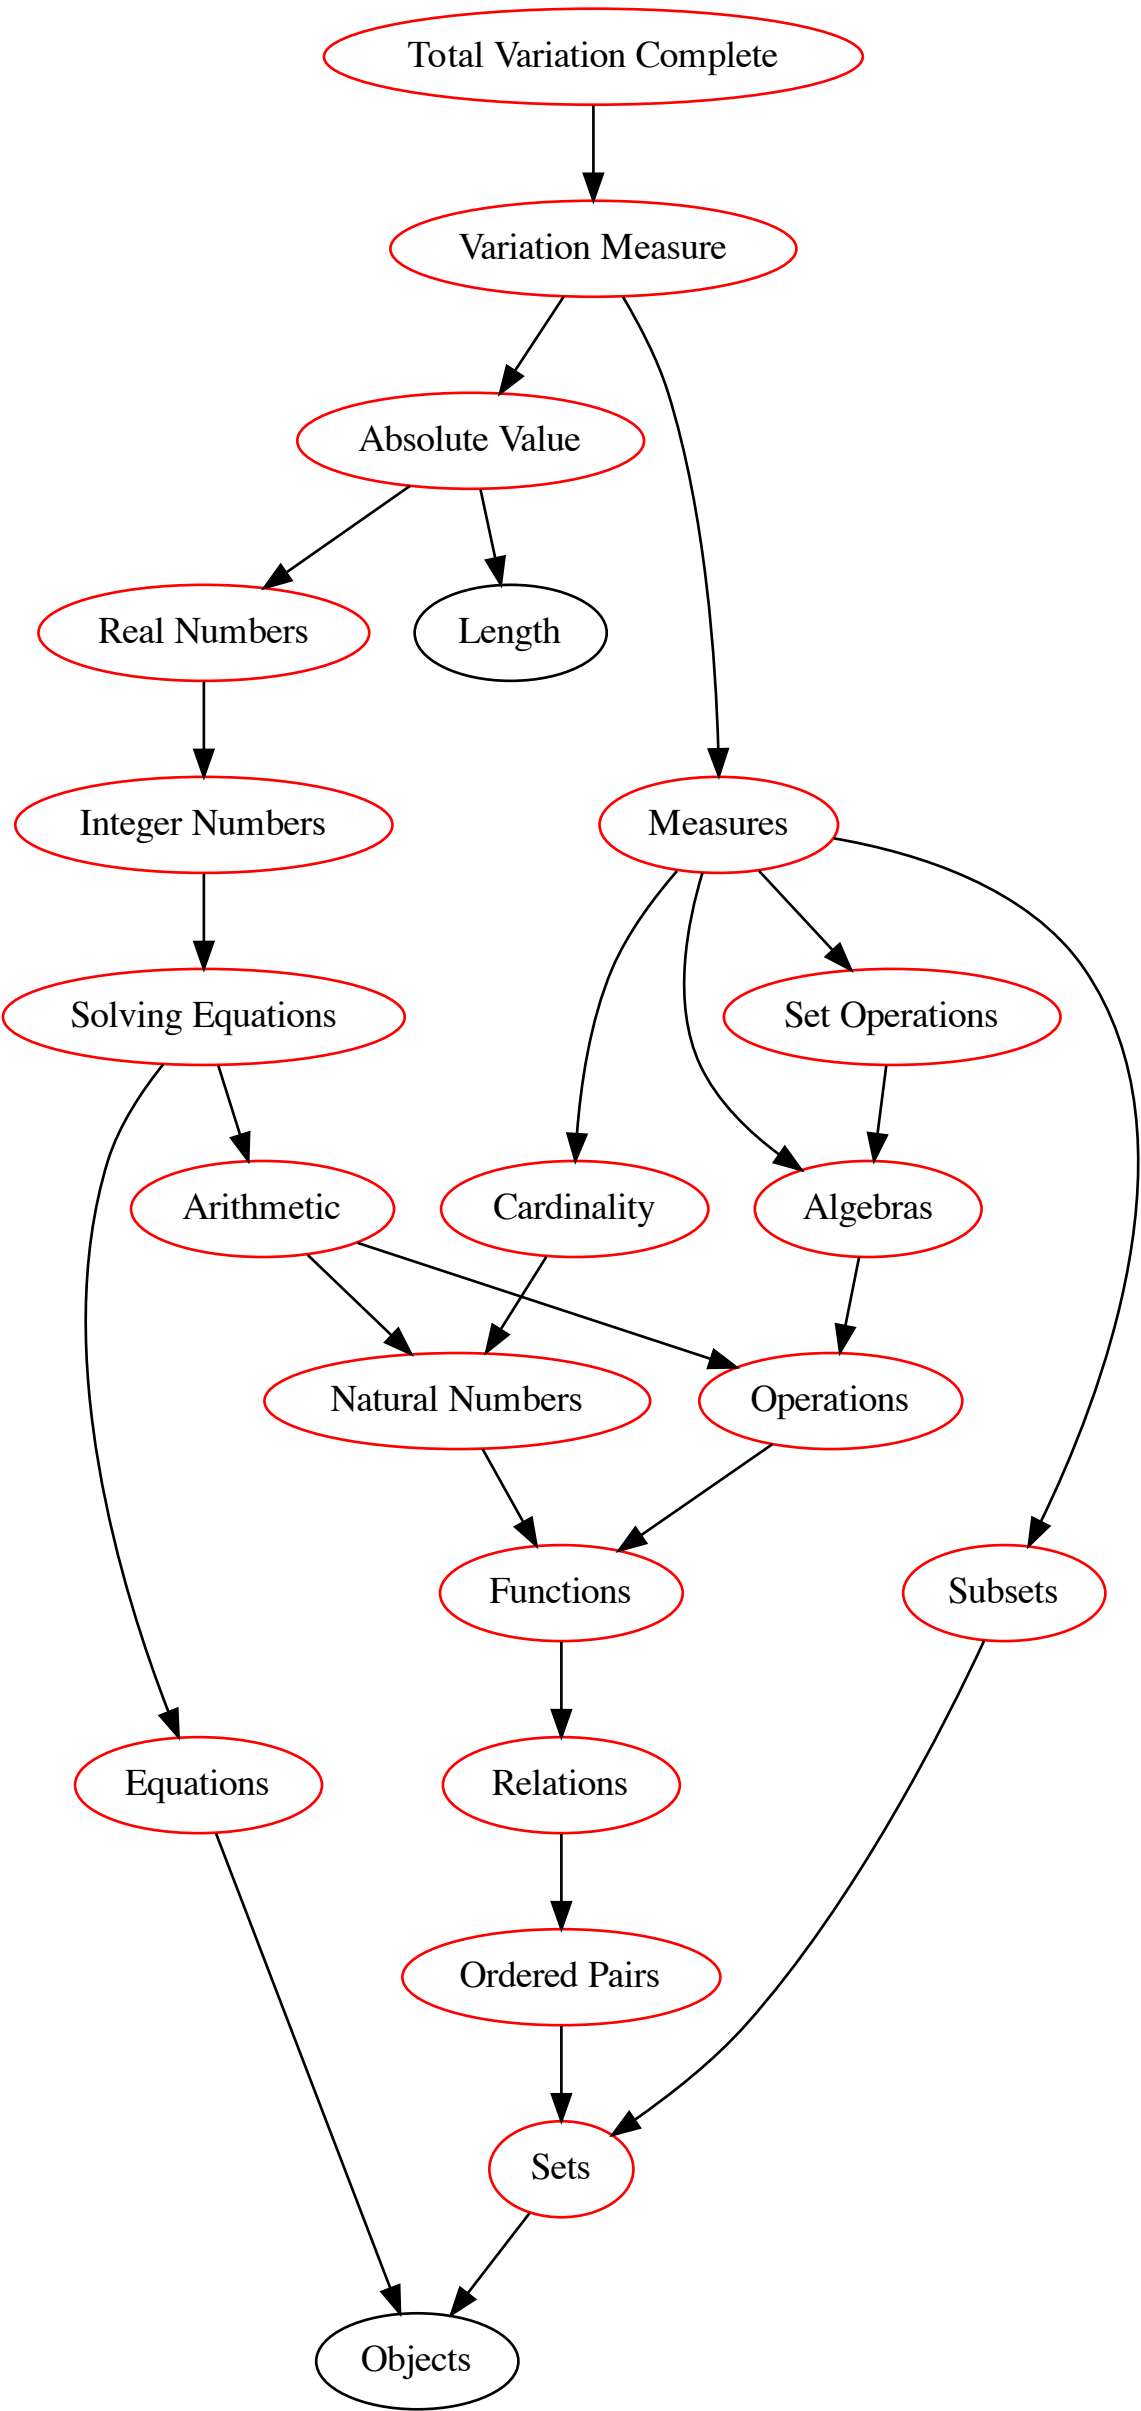 Total Variation Complete
Variation Measure
Absolute Value
Real Numbers
Length
Integer Numbers
Measures
Solving Equations
Set Operations
Arithmetic
Cardinality
Algebras
Natural Numbers
Operations
Functions
Subsets
Equations
Relations
Ordered Pairs
Sets
Objects